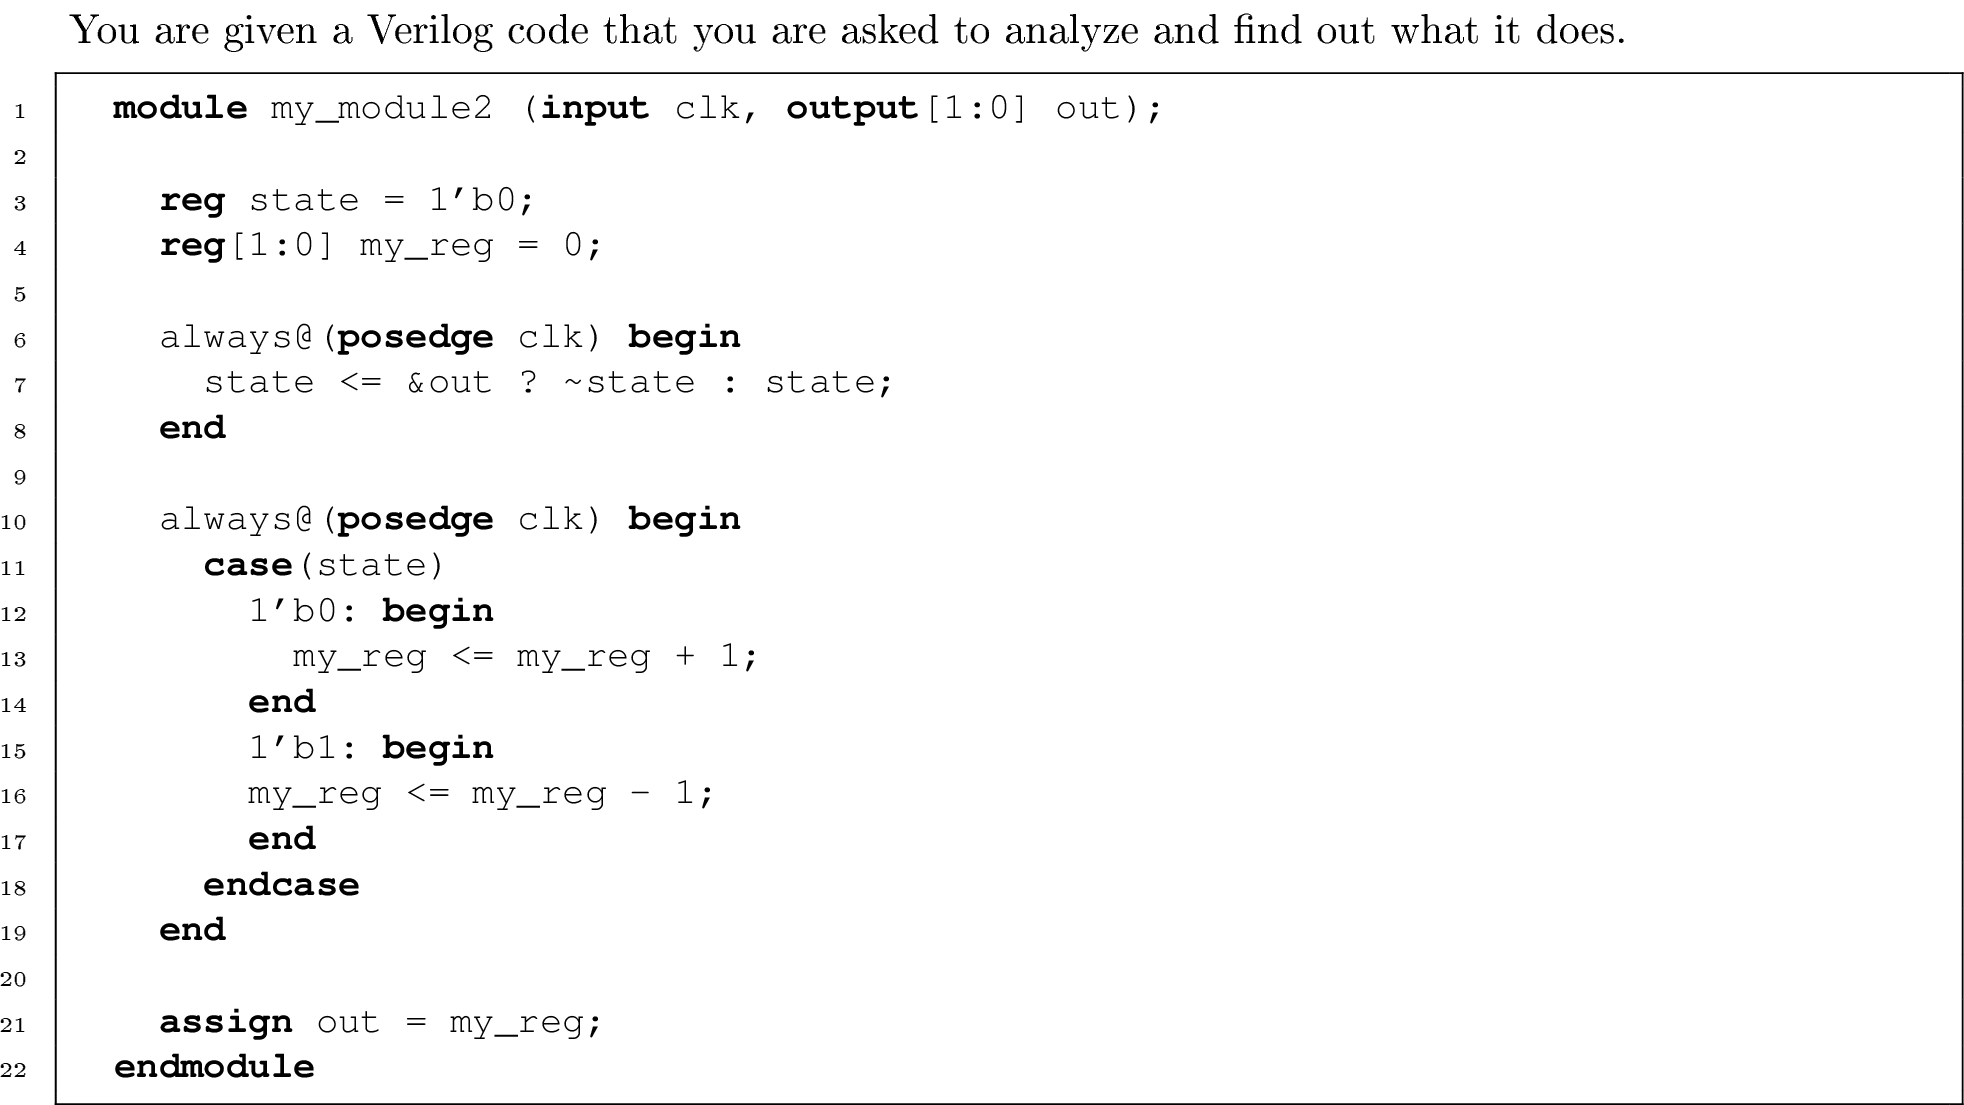 You are given a Verilog code that you are asked to analyze and find out what it does.
1 module my_module2 (input clk, output[1:0] out);
2
3 reg state = 1'b0;
4 reg[1:0] my_reg = 0;
5
6 always@(posedge clk) begin
7 state <= &out ? ~state : state;
8 end
9
10 always@(posedge clk) begin
11 case(state)
12 1'b0: begin
13 my_reg <= my_reg + 1;
14 end
15 1'b1: begin
16 my_reg <= my_reg - 1;
17 end
18 endcase
19 end
20
21 assign out = my_reg;
22 endmodule